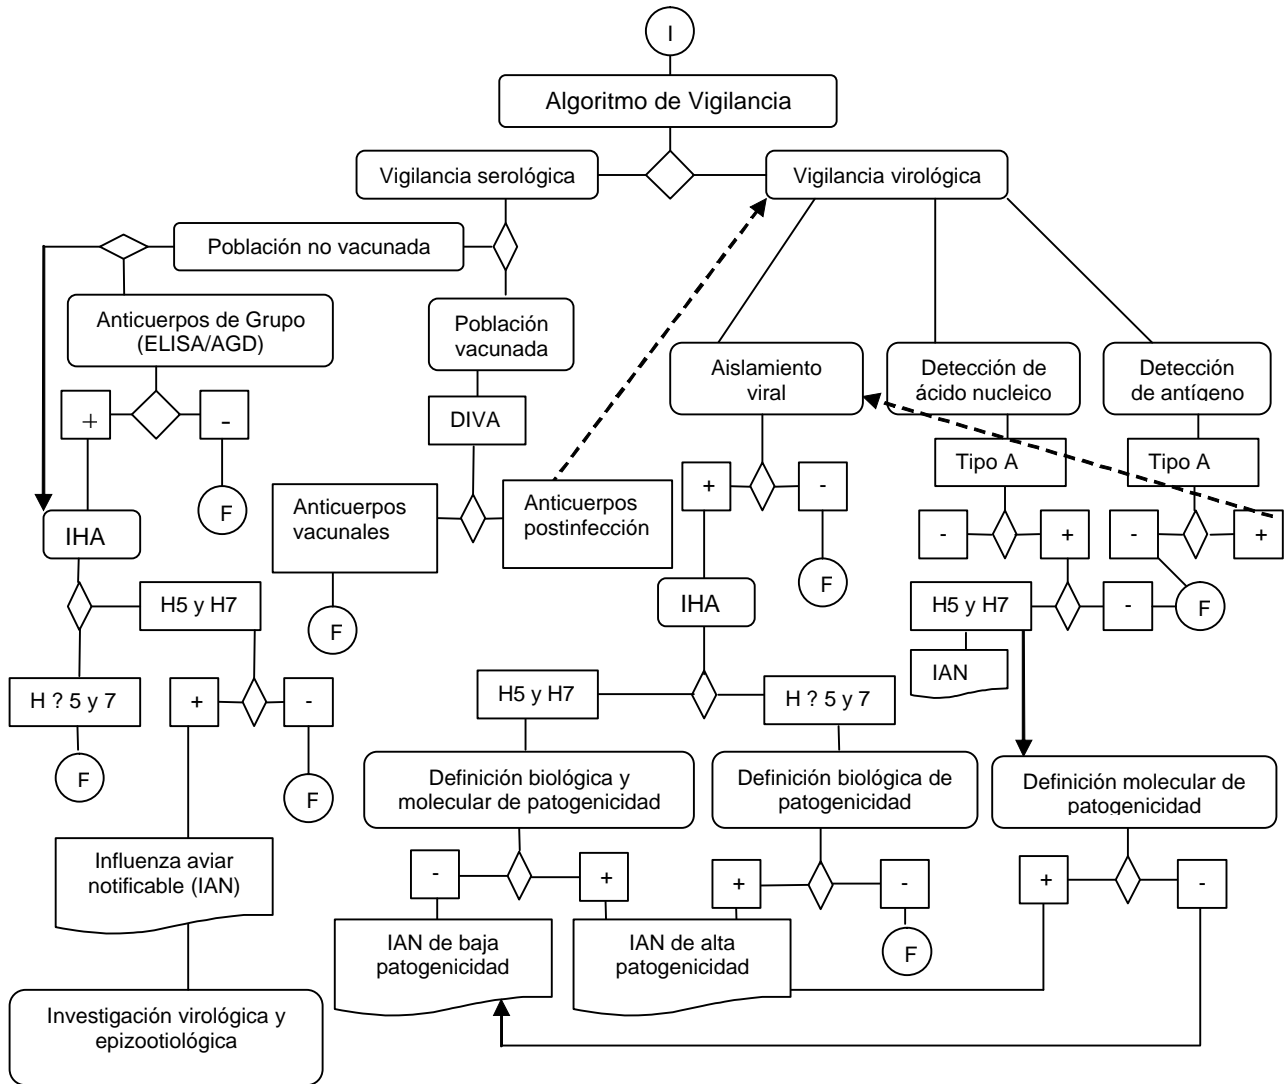 I
Algoritmo de Vigilancia
Vigilancia serológica
Vigilancia virológica
Población no vacunada
Anticuerpos de Grupo
(ELISA/AGD)
Población
vacunada
Aislamiento
viral
Detección de
ácido nucleico
Detección
de antígeno
+
-
DIVA
Tipo A
Tipo A
F
Anticuerpos
vacunales
Anticuerpos
postinfección
+
-
-
+
-
+
IHA
F
F
IHA
H5 y H7
H5 y H7
-
F
IAN
H ? 5 y 7
+
-
H5 y H7
H ? 5 y 7
F
F
Definición biológica y
molecular de patogenicidad
Definición biológica de
patogenicidad
Definición molecular de
patogenicidad
Influenza aviar
notificable (IAN)
-
+
+
-
+
-
IAN de baja
patogenicidad
IAN de alta
patogenicidad
F
Investigación virológica y
epizootiológica